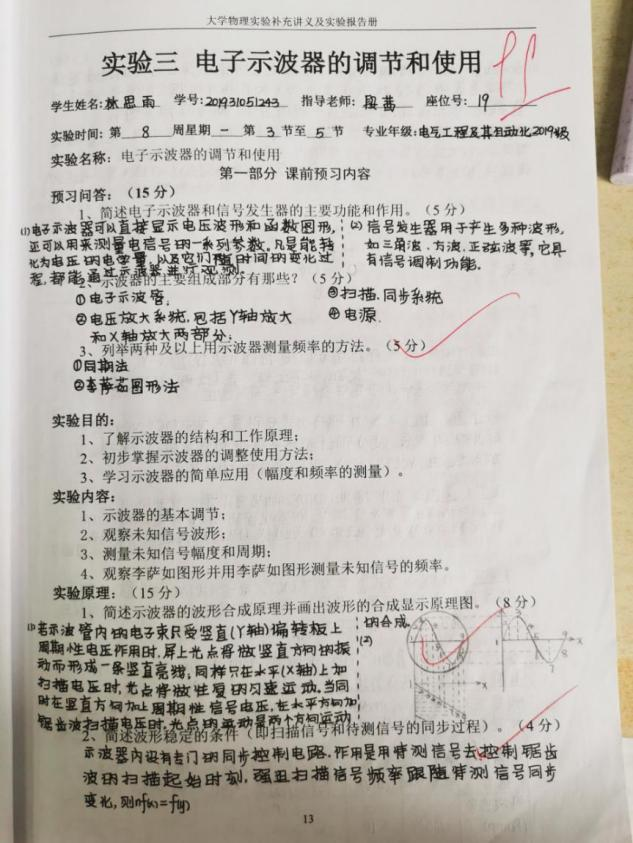 大学物理实验补充讲义及实验报告册
实验三 电子示波器的调节和使用
学生姓名:林思雨 学号:201931051243 指导老师:段茜 座位号:19
实验时间:第 8 周星期 一 第 3 节至 5 节 专业年级:电气工程及其自动化2019级
实验名称:电子示波器的调节和使用
第一部分 课前预习内容
预习问答:(15 分)
1、简述电子示波器和信号发生器的主要功能和作用。(5 分)
(1)电子示波器可以直接显示电压波形和函数图形,
还可以用来测量电信号的一系列参数,凡是能转
化为电压的电学量,以及它们随时间的变化过
程,都能通过示波器进行观测.
(2)信号发生器用于产生多种波形,
如三角波、方波、正弦波等,它具
有信号调制功能。
2、示波器的主要组成部分有那些?(5 分)
①电子示波管;
②电压放大系统,包括Y轴放大
和X轴放大两部分;
③扫描、同步系统
④电源.
3、列举两种及以上用示波器测量频率的方法。(5 分)
①周期法
②李萨茹图形法
实验目的:
1、了解示波器的结构和工作原理;
2、初步掌握示波器的调整使用方法;
3、学习示波器的简单应用(幅度和频率的测量)。
实验内容:
1、示波器的基本调节;
2、观察未知信号波形;
3、测量未知信号幅度和周期;
4、观察李萨如图形并用李萨如图形测量未知信号的频率。
实验原理:(15 分)
1、简述示波器的波形合成原理并画出波形的合成显示原理图。(8 分)
(1)若示波管内的电子束只受竖直(Y轴)偏转板上
周期性电压作用时,屏上光点将做竖直方向的振
动而形成一条竖直亮线,同样只在水平(X轴)上加
扫描电压时,光点将做往复的匀速运动.当同
时在竖直方向加上周期性信号电压,在水平方向加
锯齿波扫描电压时,光点的运动是两个方向运动
的合成.
(2)
2、简述波形稳定的条件(即扫描信号和待测信号的同步过程)。(4 分)
示波器内设有专门的同步控制电路,作用是用待测信号去控制锯齿
波的扫描起始时刻,强迫扫描信号频率跟随待测信号同步
变化,则nf(x)=f(y)
13